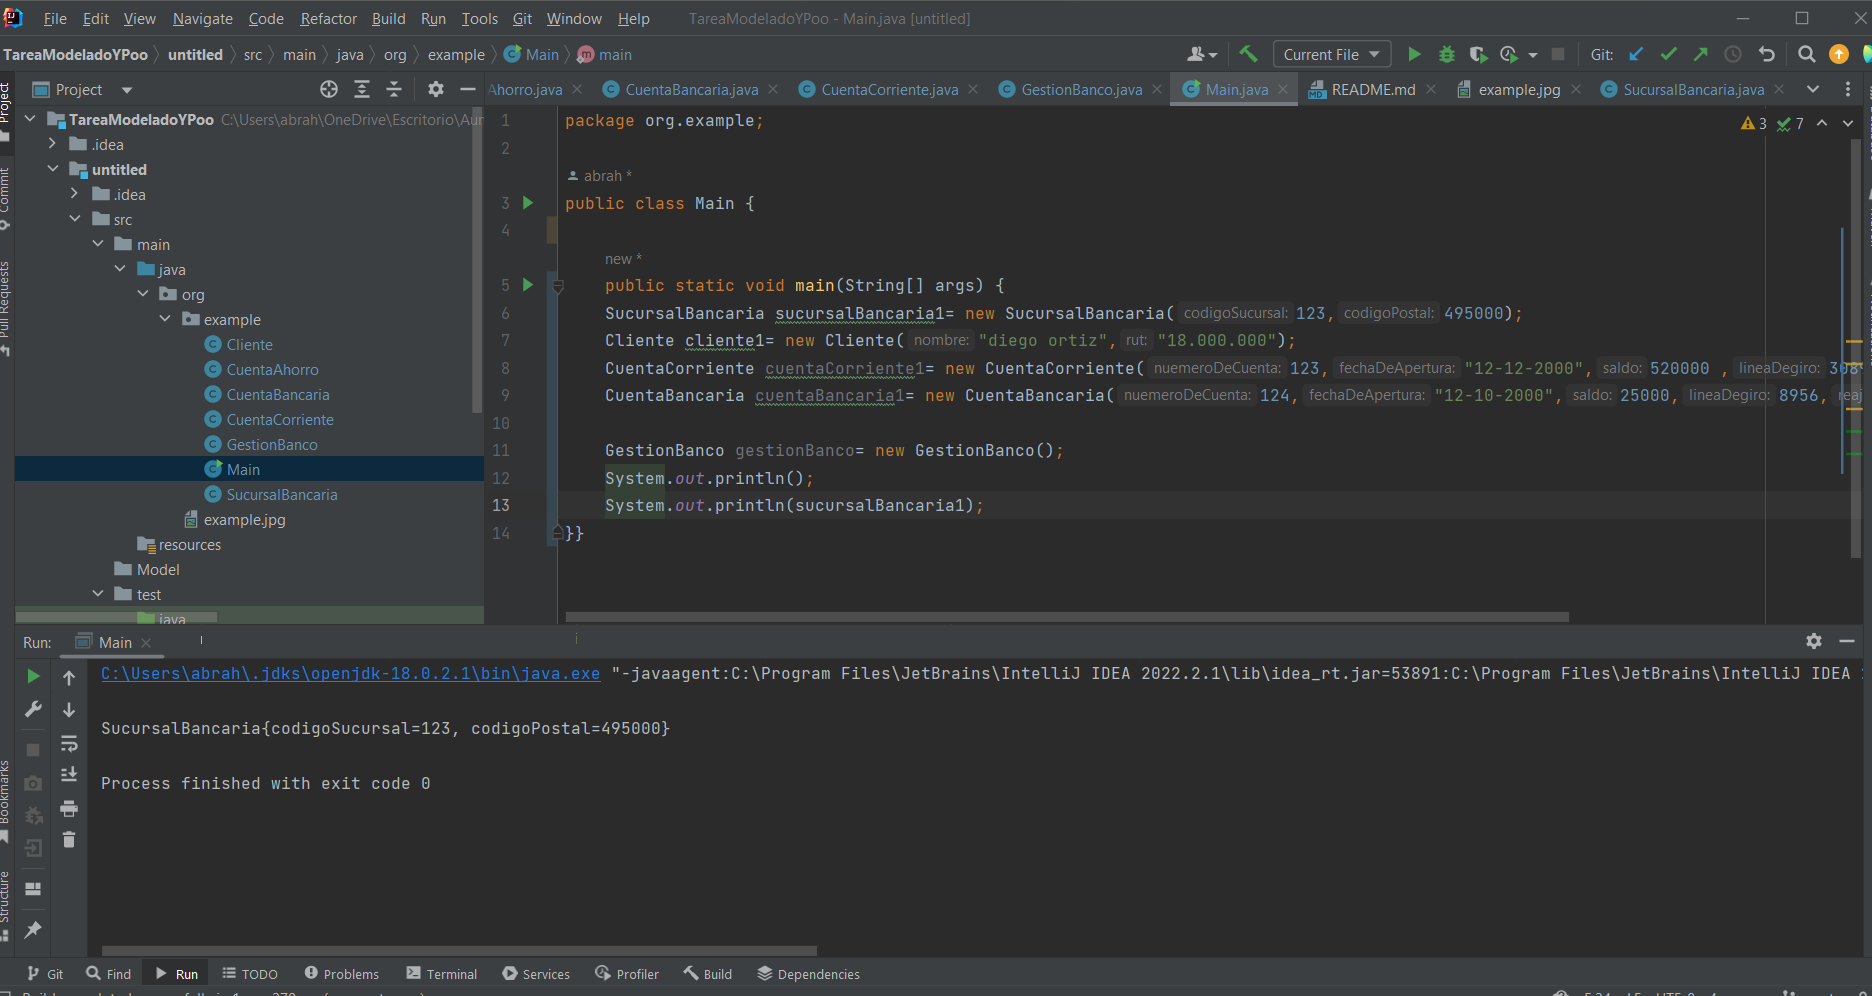 File Edit View Navigate Code Refactor Build Run Tools Git Window Help TareaModeladoYPoo - Main.java [untitled]
TareaModeladoYPoo untitled src main java org example Main main Current File Git:
Project Ahorro.java CuentaBancaria.java CuentaCorriente.java GestionBanco.java Main.java README.md example.jpg SucursalBancaria.java
Project
Commit
Pull Requests
Bookmarks
Structure
TareaModeladoYPoo C:\Users\abrah\OneDrive\Escritorio\Aur
.idea
untitled
.idea
src
main
java
org
example
Cliente
CuentaAhorro
CuentaBancaria
CuentaCorriente
GestionBanco
Main
SucursalBancaria
example.jpg
resources
Model
test
java
3 7
1 package org.example;
2
abrah *
3 public class Main {
4
new *
5 public static void main(String[] args) {
6 SucursalBancaria sucursalBancaria1= new SucursalBancaria( codigoSucursal: 123, codigoPostal: 495000);
7 Cliente cliente1= new Cliente( nombre: "diego ortiz", rut: "18.000.000");
8 CuentaCorriente cuentaCorriente1= new CuentaCorriente( nuemeroDeCuenta: 123, fechaDeApertura: "12-12-2000", saldo: 520000 , lineaDegiro: 308
9 CuentaBancaria cuentaBancaria1= new CuentaBancaria( nuemeroDeCuenta: 124, fechaDeApertura: "12-10-2000", saldo: 25000, lineaDegiro: 8956, reaj
10
11 GestionBanco gestionBanco= new GestionBanco();
12 System.out.println();
13 System.out.println(sucursalBancaria1);
14 }}
Run: Main
C:\Users\abrah\.jdks\openjdk-18.0.2.1\bin\java.exe "-javaagent:C:\Program Files\JetBrains\IntelliJ IDEA 2022.2.1\lib\idea_rt.jar=53891:C:\Program Files\JetBrains\IntelliJ IDEA
SucursalBancaria{codigoSucursal=123, codigoPostal=495000}
Process finished with exit code 0
Git Find Run TODO Problems Terminal Services Profiler Build Dependencies